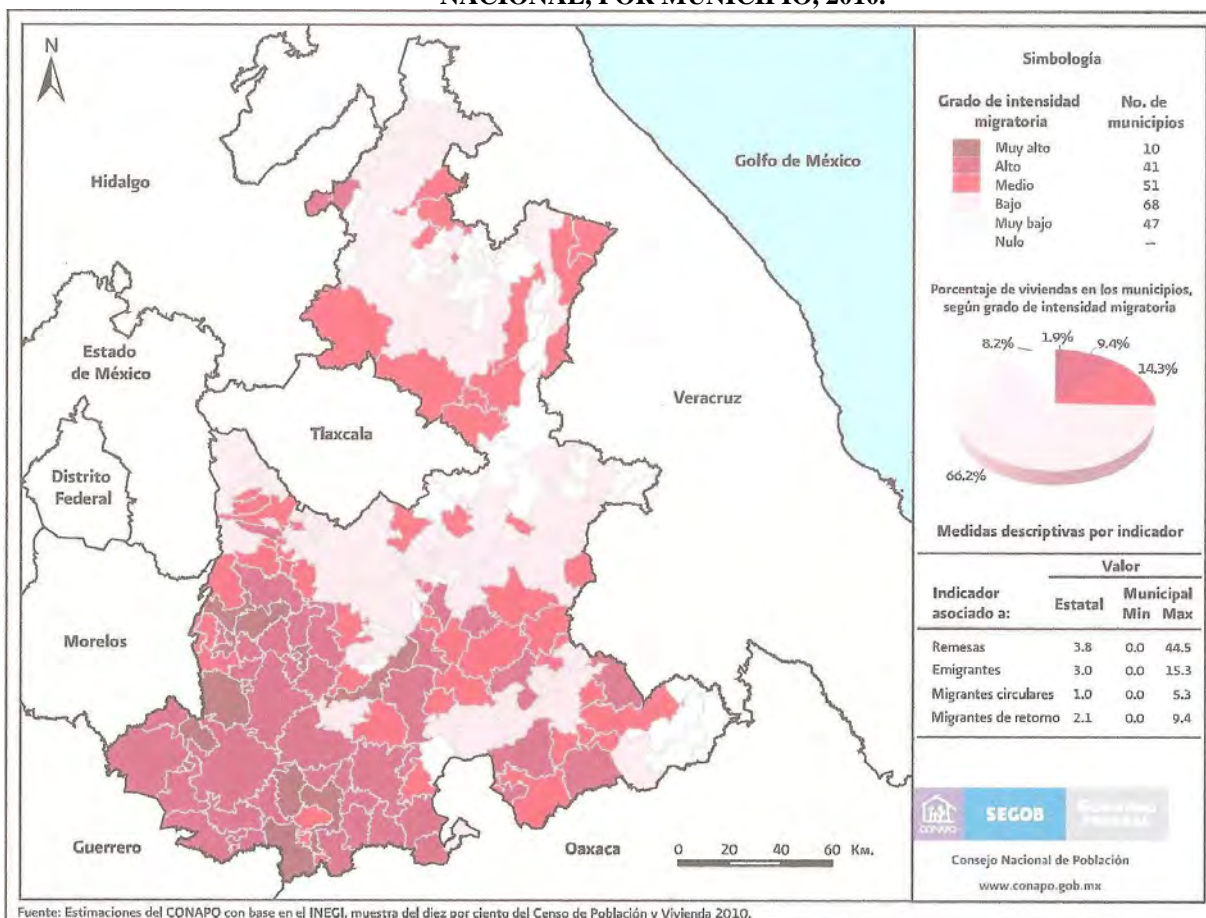 NACIONAL, POR MUNICIPIO, 2010.
N
Hidalgo
Golfo de México
Estado
de México
Tlaxcala
Veracruz
Distrito
Federal
Morelos
Guerrero
Oaxaca
0 20 40 60 Km.
Simbología
Grado de intensidad migratoria No. de municipios
Muy alto 10
Alto 41
Medio 51
Bajo 68
Muy bajo 47
Nulo —
Porcentaje de viviendas en los municipios,
según grado de intensidad migratoria
8.2% 1.9% 9.4%
14.3%
66.2%
Medidas descriptivas por indicador
Valor
Indicador asociado a: Estatal Municipal
Min Max
Remesas 3.8 0.0 44.5
Emigrantes 3.0 0.0 15.3
Migrantes circulares 1.0 0.0 5.3
Migrantes de retorno 2.1 0.0 9.4
CONAPO
SEGOB
GOBIERNO
FEDERAL
Consejo Nacional de Población
www.conapo.gob.mx
Fuente: Estimaciones del CONAPO con base en el INEGI, muestra del diez por ciento del Censo de Población y Vivienda 2010.